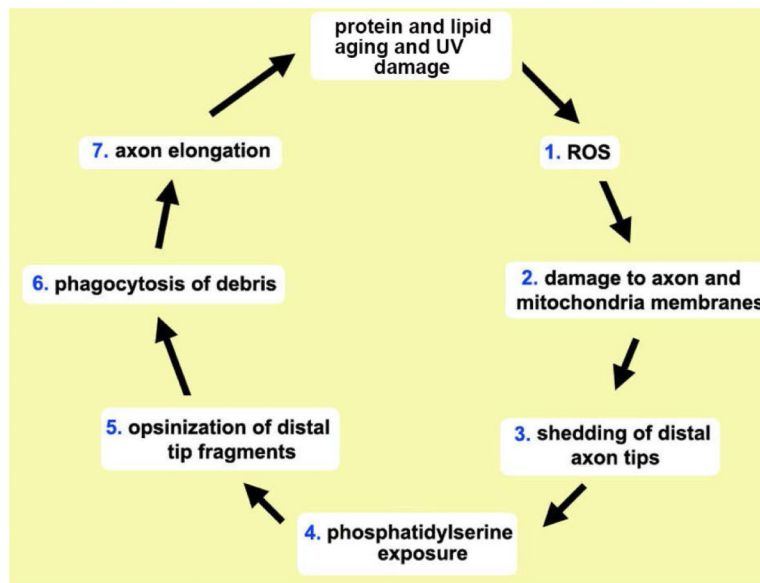 protein and lipid
aging and UV
damage
1. ROS
2. damage to axon and
mitochondria membranes
3. shedding of distal
axon tips
4. phosphatidylserine
exposure
5. opsinization of distal
tip fragments
6. phagocytosis of debris
7. axon elongation